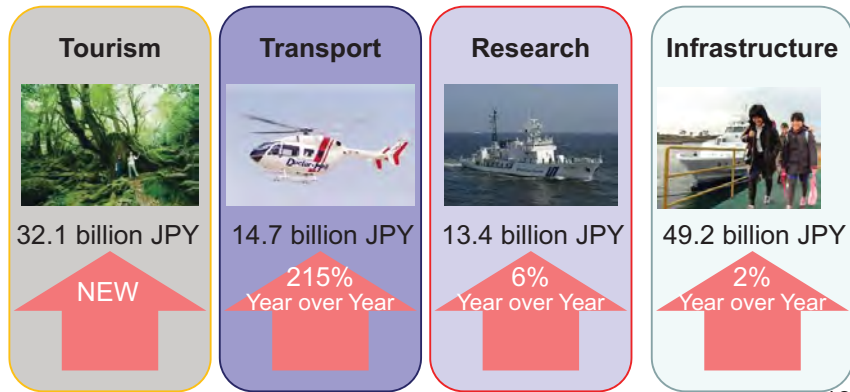 Tourism
Transport
Research
Infrastructure
32.1 billion JPY
14.7 billion JPY
13.4 billion JPY
49.2 billion JPY
NEW
215%
Year over Year
6%
Year over Year
2%
Year over Year